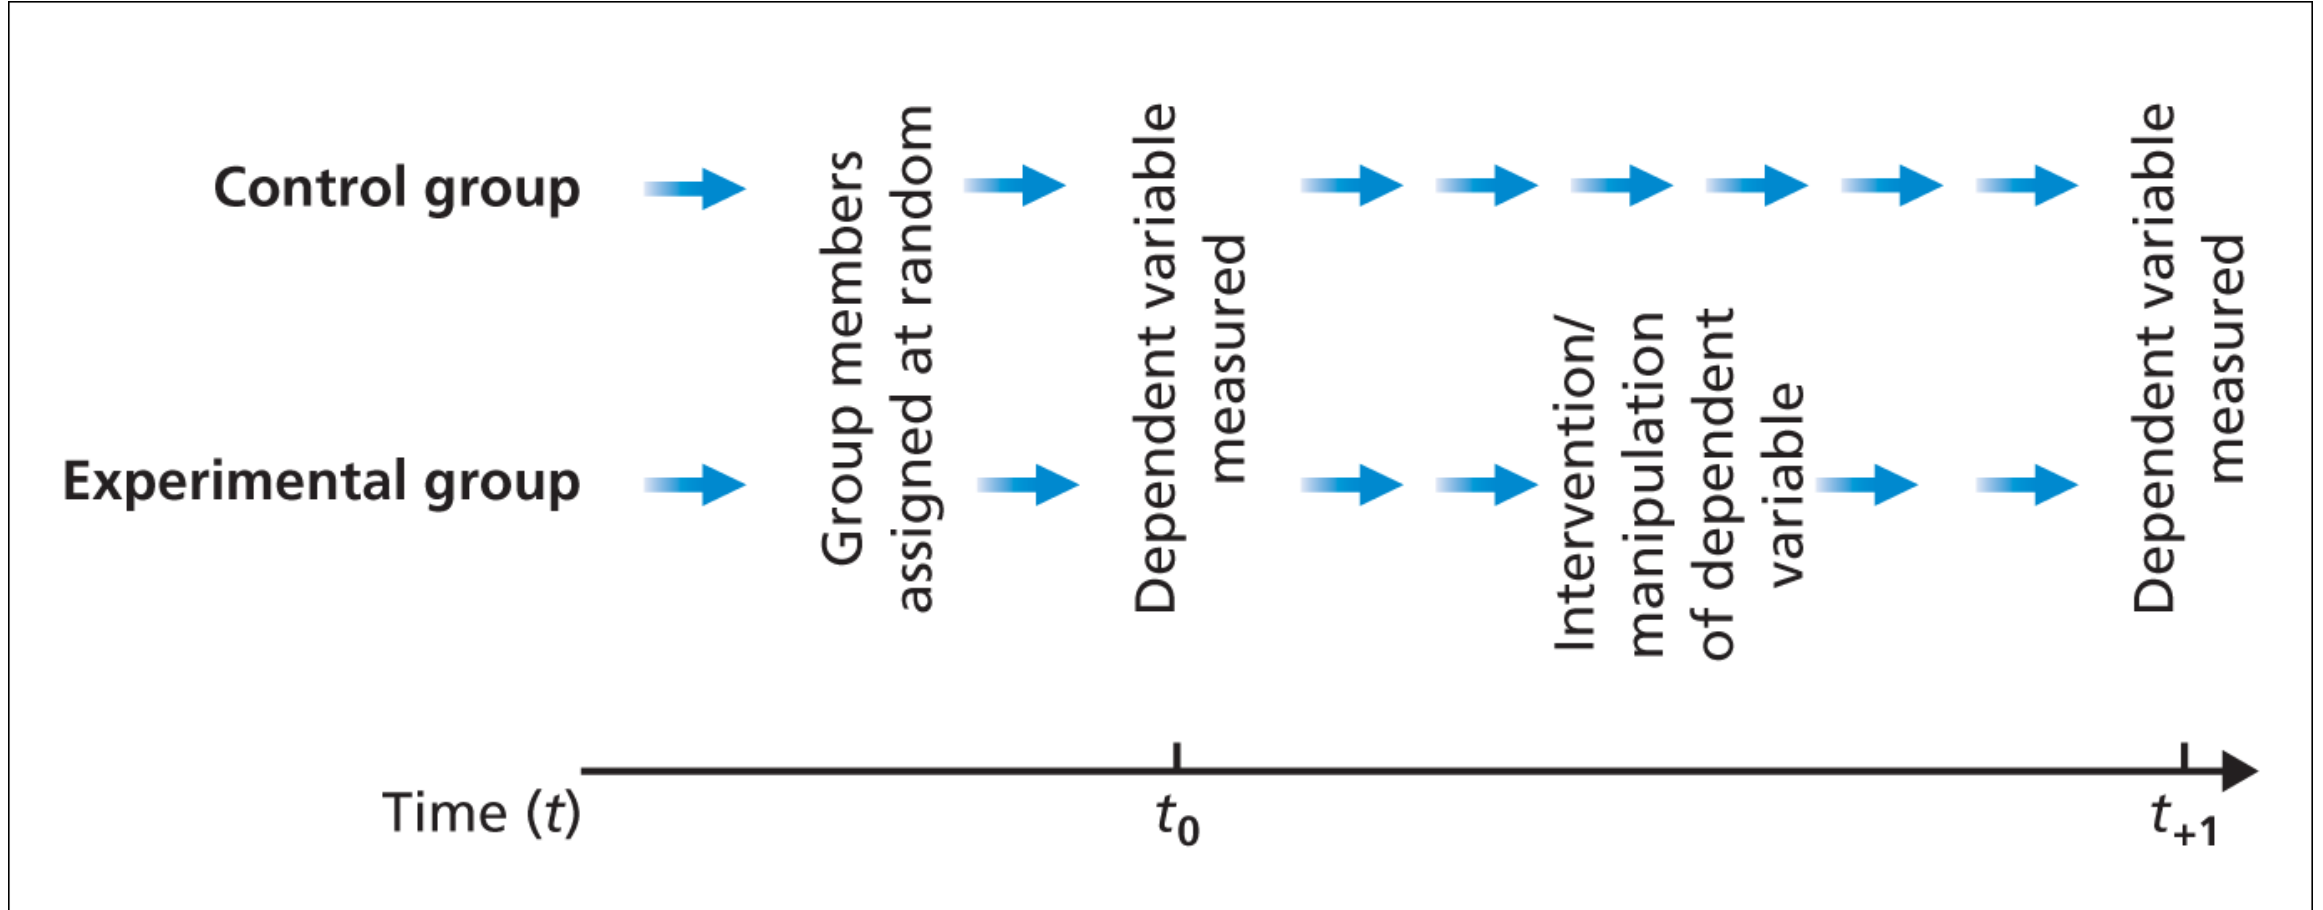 Control group
Experimental group
Group members
assigned at random
Dependent variable
measured
Intervention/
manipulation
of dependent
variable
Dependent variable
measured
Time (t)
t0
t+1